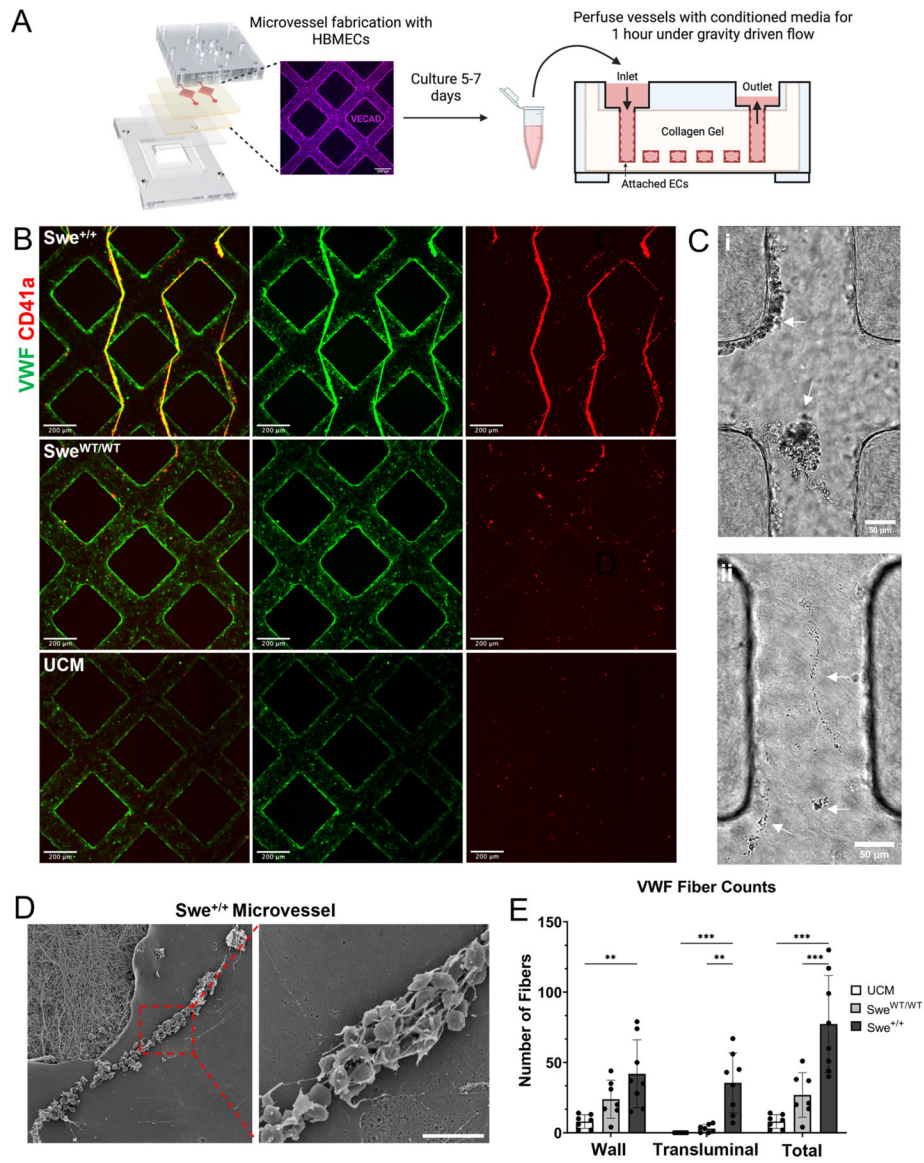 A
Microvessel fabrication with
HBMECs
VECAD
Culture 5-7
days
Perfuse vessels with conditioned media for
1 hour under gravity driven flow
Inlet
Outlet
Collagen Gel
Attached ECs
B
VWF CD41a
Swe+/+
C
200 µm
200 µm
200 µm
SweWT/WT
D
200 µm
200 µm
200 µm
UCM
200 µm
200 µm
200 µm
C
i
50 µm
ii
50 µm
D
Swe+/+ Microvessel
E
VWF Fiber Counts
Number of Fibers
150
100
50
0
**
***
**
***
***
UCM
SweWT/WT
Swe+/+
Wall
Transluminal
Total